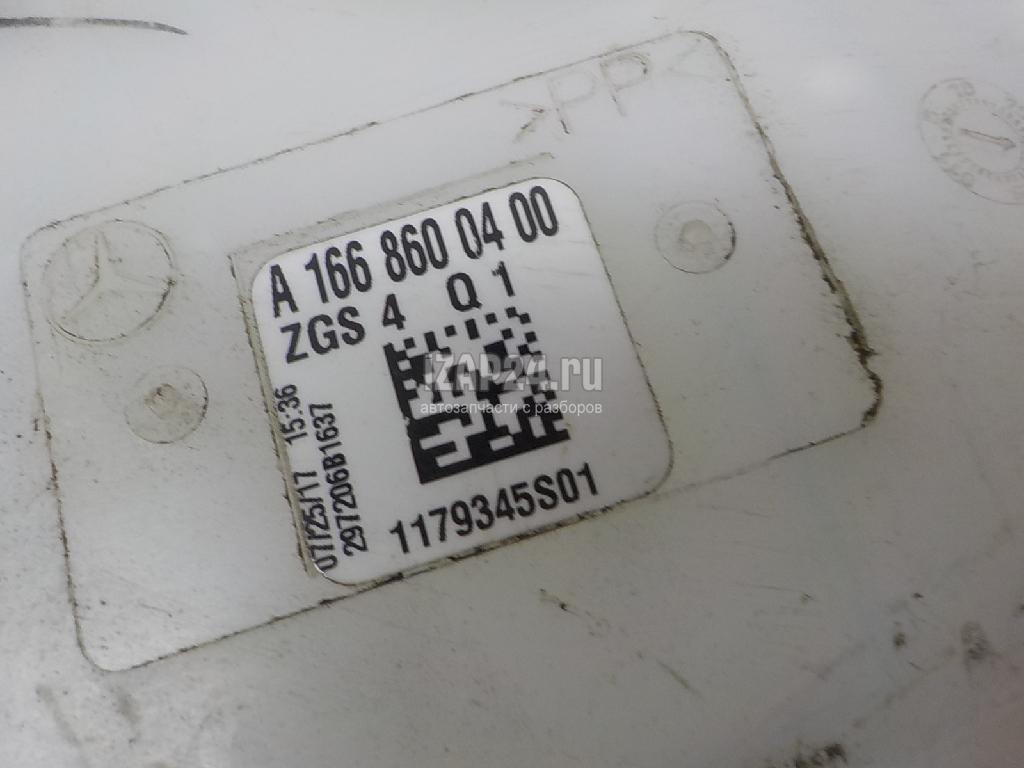 >PP<
A 166 860 04 00
ZGS 4 Q 1
07/25/17 15:36
297206B1637
1179345S01
IZAP24.ru
автозапчасти с разборов